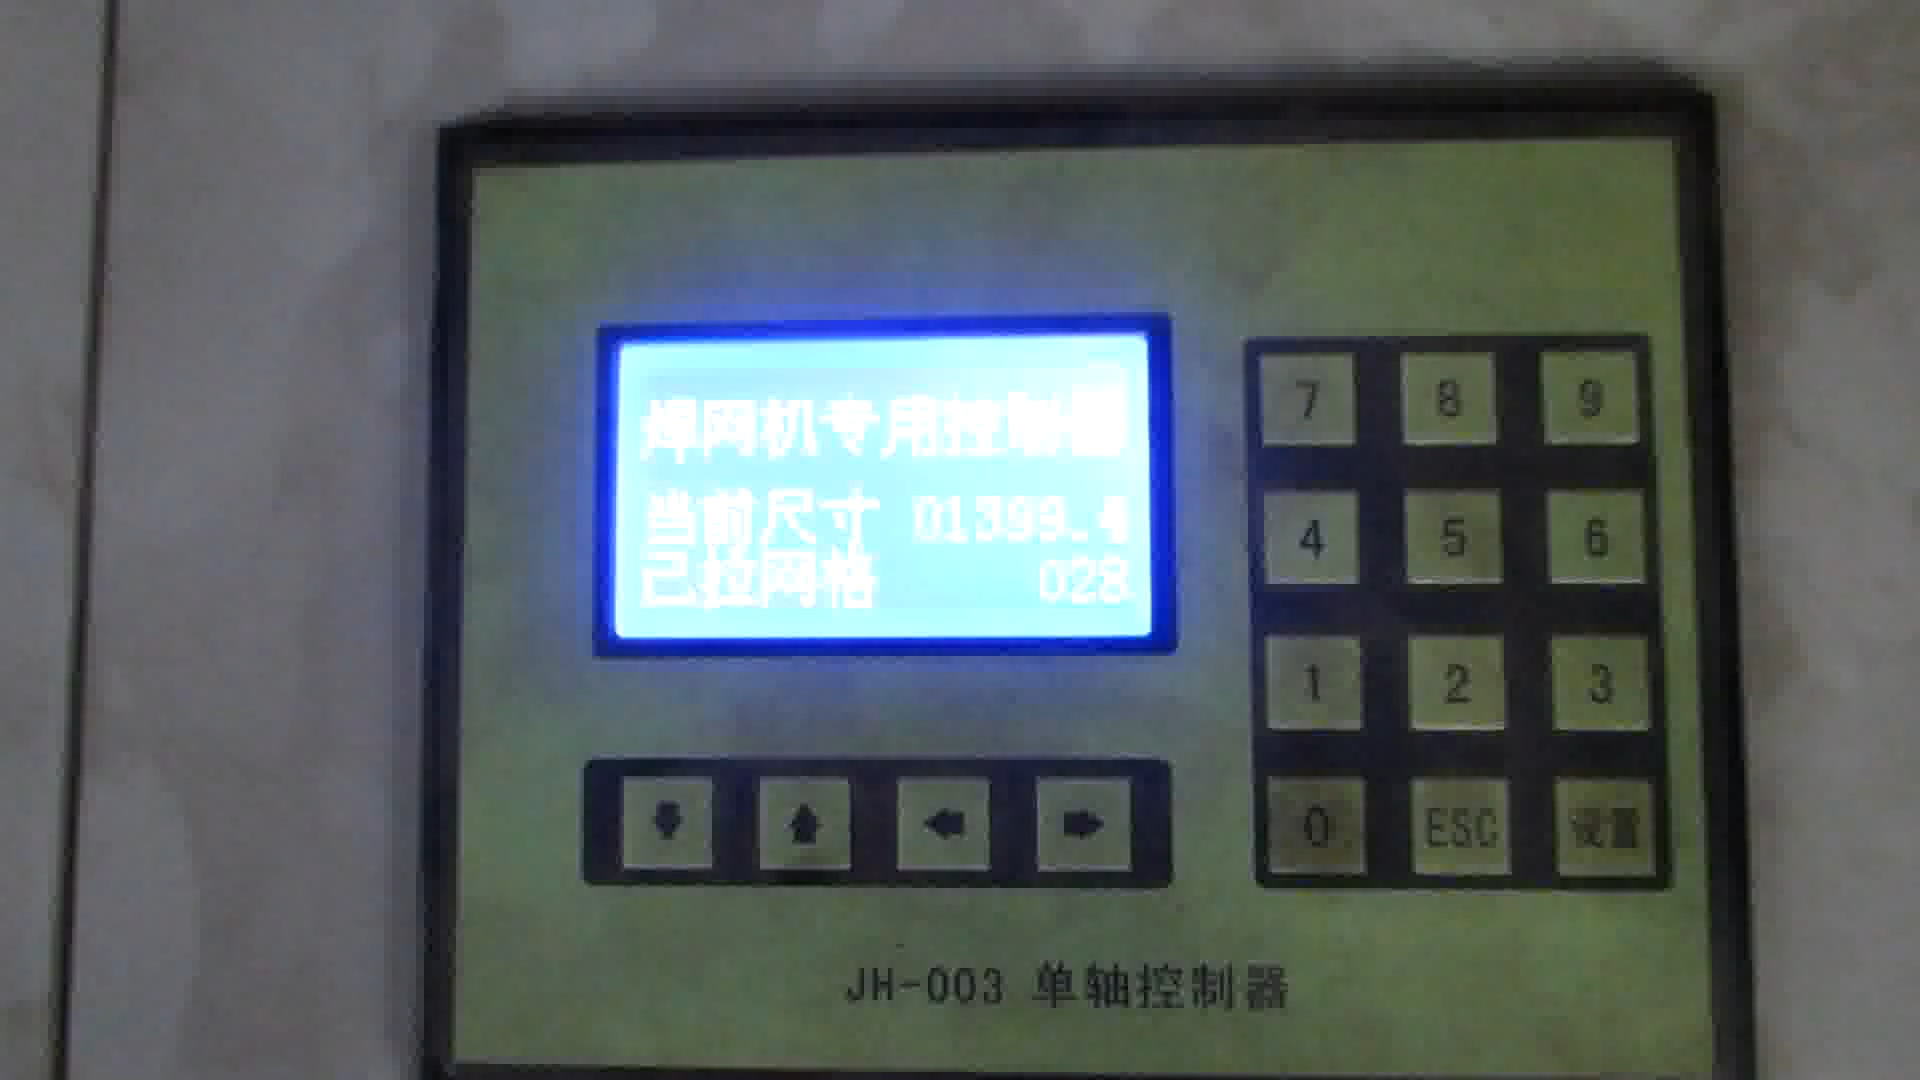 焊网机专用控制器
当前尺寸 01399.4
已拉网格 028
7 8 9
4 5 6
1 2 3
0 ESC 设置
JH-003 单轴控制器